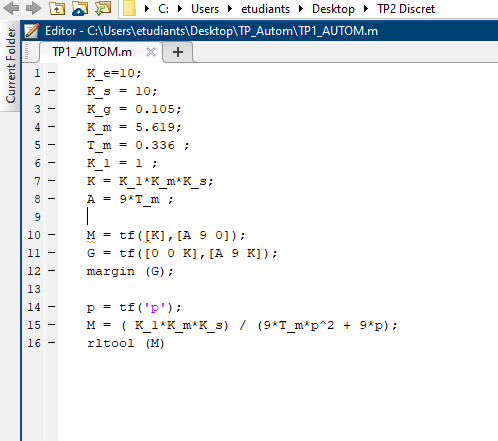 C: Users etudiants Desktop TP2 Discret
Current Folder
Editor - C:\Users\etudiants\Desktop\TP_Autom\TP1_AUTOM.m
TP1_AUTOM.m × +
1 - K_e=10;
2 - K_s = 10;
3 - K_g = 0.105;
4 - K_m = 5.619;
5 - T_m = 0.336 ;
6 - K_1 = 1 ;
7 - K = K_1*K_m*K_s;
8 - A = 9*T_m ;
9
10 - M = tf([K],[A 9 0]);
11 - G = tf([0 0 K],[A 9 K]);
12 - margin (G);
13
14 - p = tf('p');
15 - M = ( K_1*K_m*K_s) / (9*T_m*p^2 + 9*p);
16 - rltool (M)